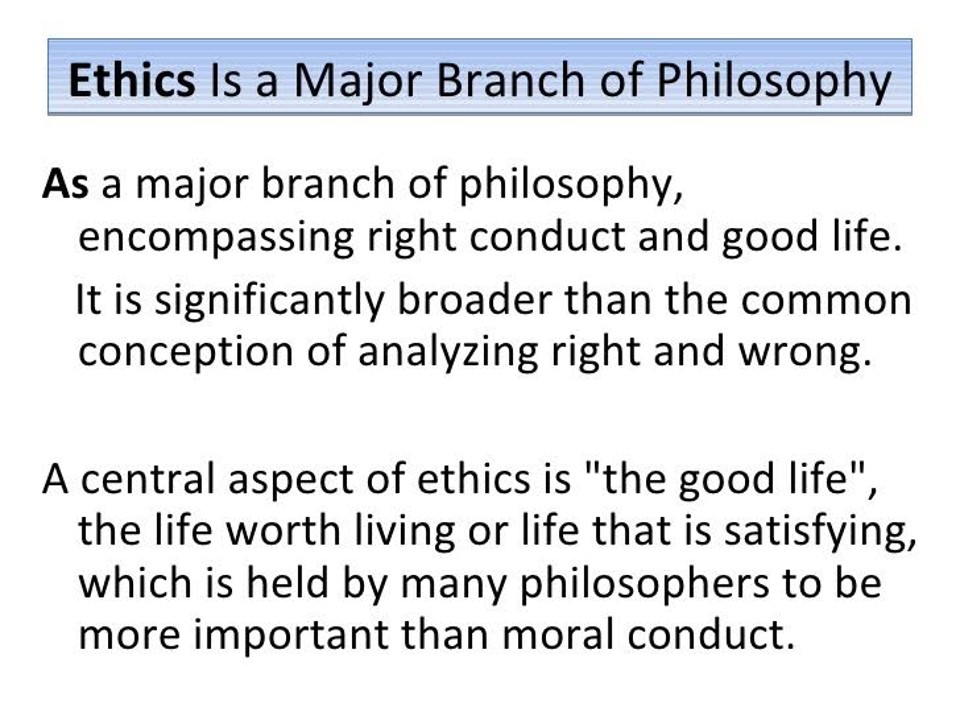 Ethics Is a Major Branch of Philosophy
As a major branch of philosophy,
encompassing right conduct and good life.
It is significantly broader than the common
conception of analyzing right and wrong.
A central aspect of ethics is "the good life",
the life worth living or life that is satisfying,
which is held by many philosophers to be
more important than moral conduct.